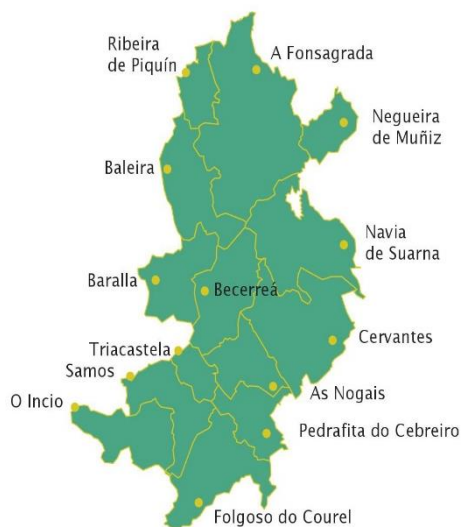 Ribeira
de Piquín
A Fonsagrada
Negueira
de Muñiz
Baleira
Navia
de Suarna
Baralla
Becerreá
Cervantes
Triacastela
Samos
As Nogais
O Incio
Pedrafita do Cebreiro
Folgoso do Courel